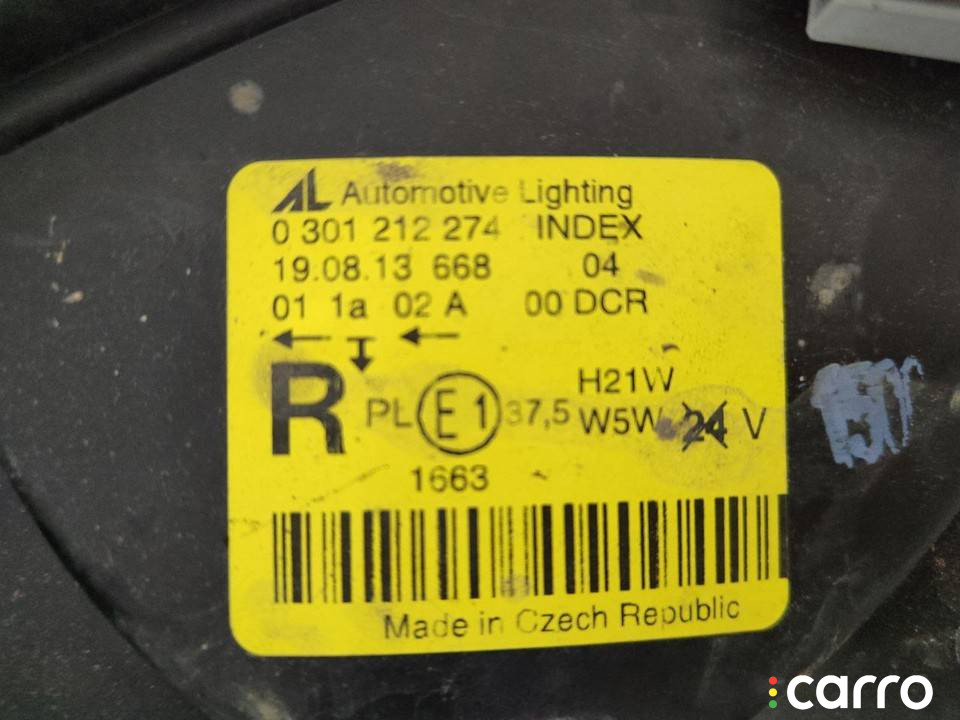 AL Automotive Lighting
0 301 212 274 INDEX
19.08.13 668 04
01 1a 02 A 00 DCR
R PL E1 37,5 H21W
W5W 24 V
1663
Made in Czech Republic
carro